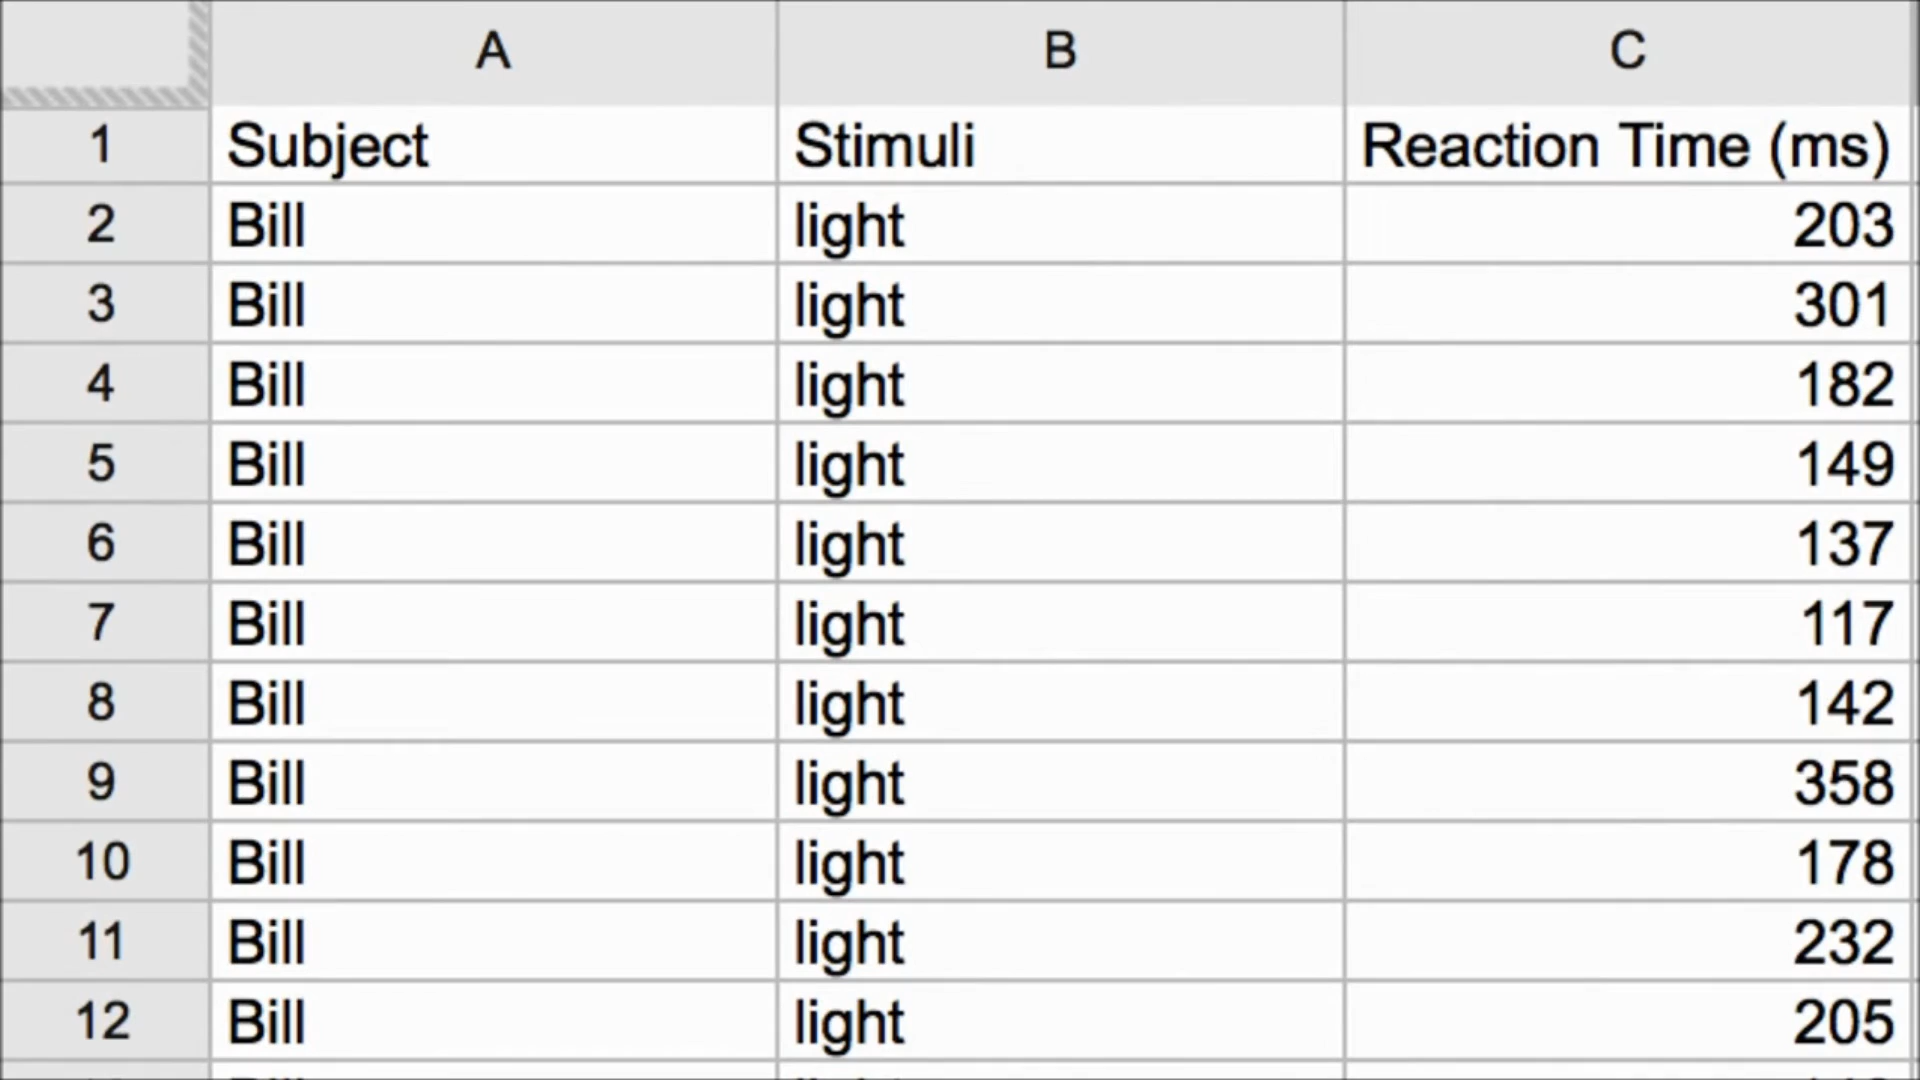 A B C
1 Subject Stimuli Reaction Time (ms)
2 Bill light 203
3 Bill light 301
4 Bill light 182
5 Bill light 149
6 Bill light 137
7 Bill light 117
8 Bill light 142
9 Bill light 358
10 Bill light 178
11 Bill light 232
12 Bill light 205